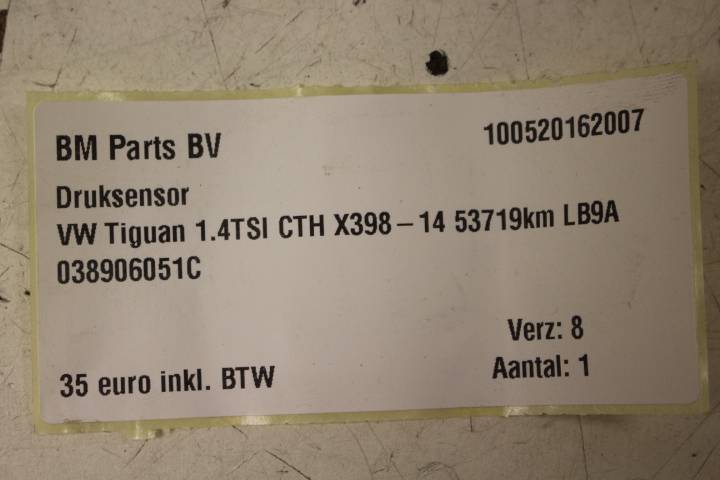 BM Parts BV
100520162007
Druksensor
VW Tiguan 1.4TSI CTH X398-14 53719km LB9A
038906051C
Verz: 8
35 euro inkl. BTW
Aantal: 1